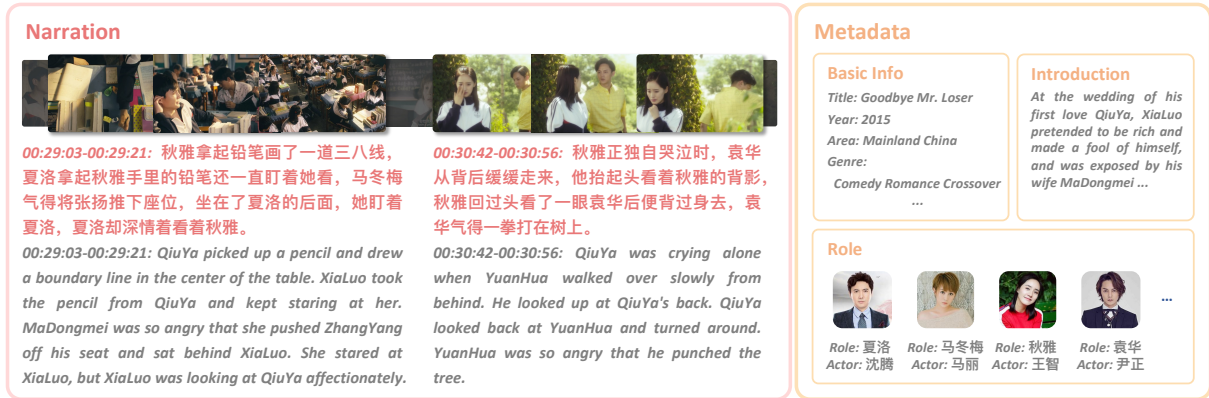 Narration
00:29:03-00:29:21: 秋雅拿起铅笔画了一道三八线，
夏洛拿起秋雅手里的铅笔还一直盯着她看，马冬梅
气得将张扬推下座位，坐在了夏洛的后面，她盯着
夏洛，夏洛却深情着看着秋雅。
00:29:03-00:29:21: QiuYa picked up a pencil and drew
a boundary line in the center of the table. XiaLuo took
the pencil from QiuYa and kept staring at her.
MaDongmei was so angry that she pushed ZhangYang
off his seat and sat behind XiaLuo. She stared at
XiaLuo, but XiaLuo was looking at QiuYa affectionately.
00:30:42-00:30:56: 秋雅正独自哭泣时，袁华
从背后缓缓走来，他抬起头看着秋雅的背影，
秋雅回过头看了一眼袁华后便背过身去，袁
华气得一拳打在树上。
00:30:42-00:30:56: QiuYa was crying alone
when YuanHua walked over slowly from
behind. He looked up at QiuYa's back. QiuYa
looked back at YuanHua and turned around.
YuanHua was so angry that he punched the
tree.
Metadata
Basic Info
Title: Goodbye Mr. Loser
Year: 2015
Area: Mainland China
Genre:
Comedy Romance Crossover
...
Introduction
At the wedding of his
first love QiuYa, XiaLuo
pretended to be rich and
made a fool of himself,
and was exposed by his
wife MaDongmei ...
Role
...
Role: 夏洛
Actor: 沈腾
Role: 马冬梅
Actor: 马丽
Role: 秋雅
Actor: 王智
Role: 袁华
Actor: 尹正